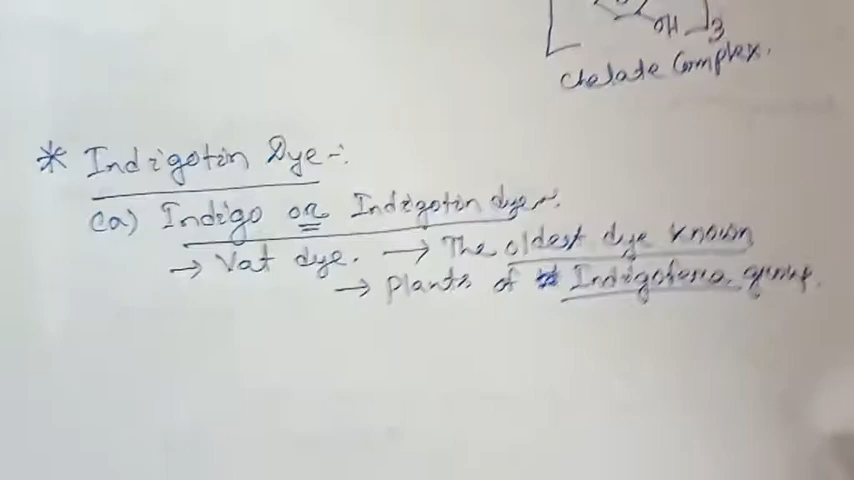 OH
3
Chelate Complex.
* Indigotin Dye -:
(a) Indigo or Indigotin dye -:
→ Vat dye. → The oldest dye known
→ Plants of Indigofera group.